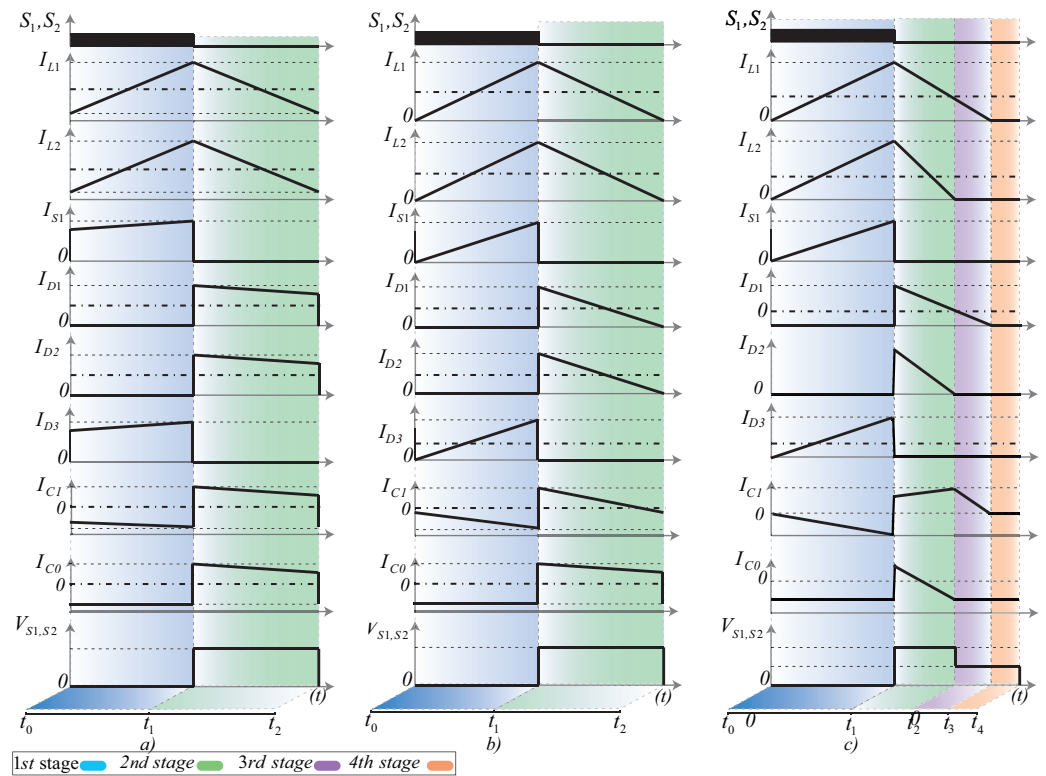 S1,S2
IL1
IL2
IS1
0
ID1
0
ID2
0
ID3
0
IC1
0
IC0
0
VS1,S2
0
(t)
t0 t1 t2
a)
S1,S2
IL1
0
IL2
0
IS1
0
ID1
0
ID2
0
ID3
0
IC1
0
IC0
0
VS1,S2
0
(t)
t0 t1 t2
b)
S1,S2
IL1
0
IL2
0
IS1
0
ID1
0
ID2
0
ID3
0
IC1
0
IC0
0
VS1,S2
0
(t)
t0 0 t1 t2 0 t3 t4
c)
1st stage 2nd stage 3rd stage 4th stage